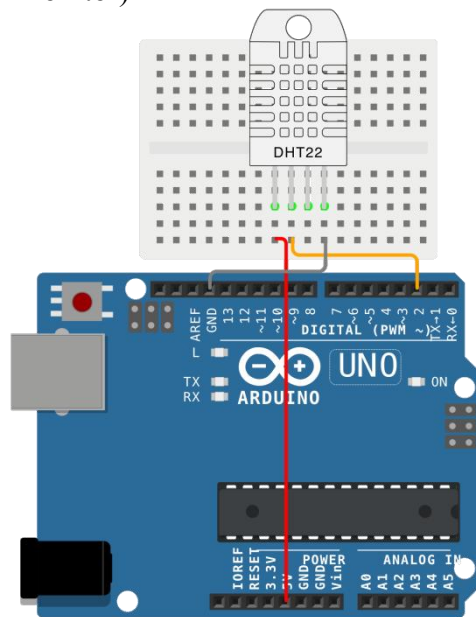 DHT22
AREF
GND
13
12
~11
~10
~9
8
7
~6
~5
4
~3
2
TX→1
RX←0
DIGITAL (PWM ~)
L
TX
RX
UNO
ARDUINO
ON
IOREF
RESET
3.3V
5V
GND
GND
Vin
POWER
ANALOG IN
A0
A1
A2
A3
A4
A5